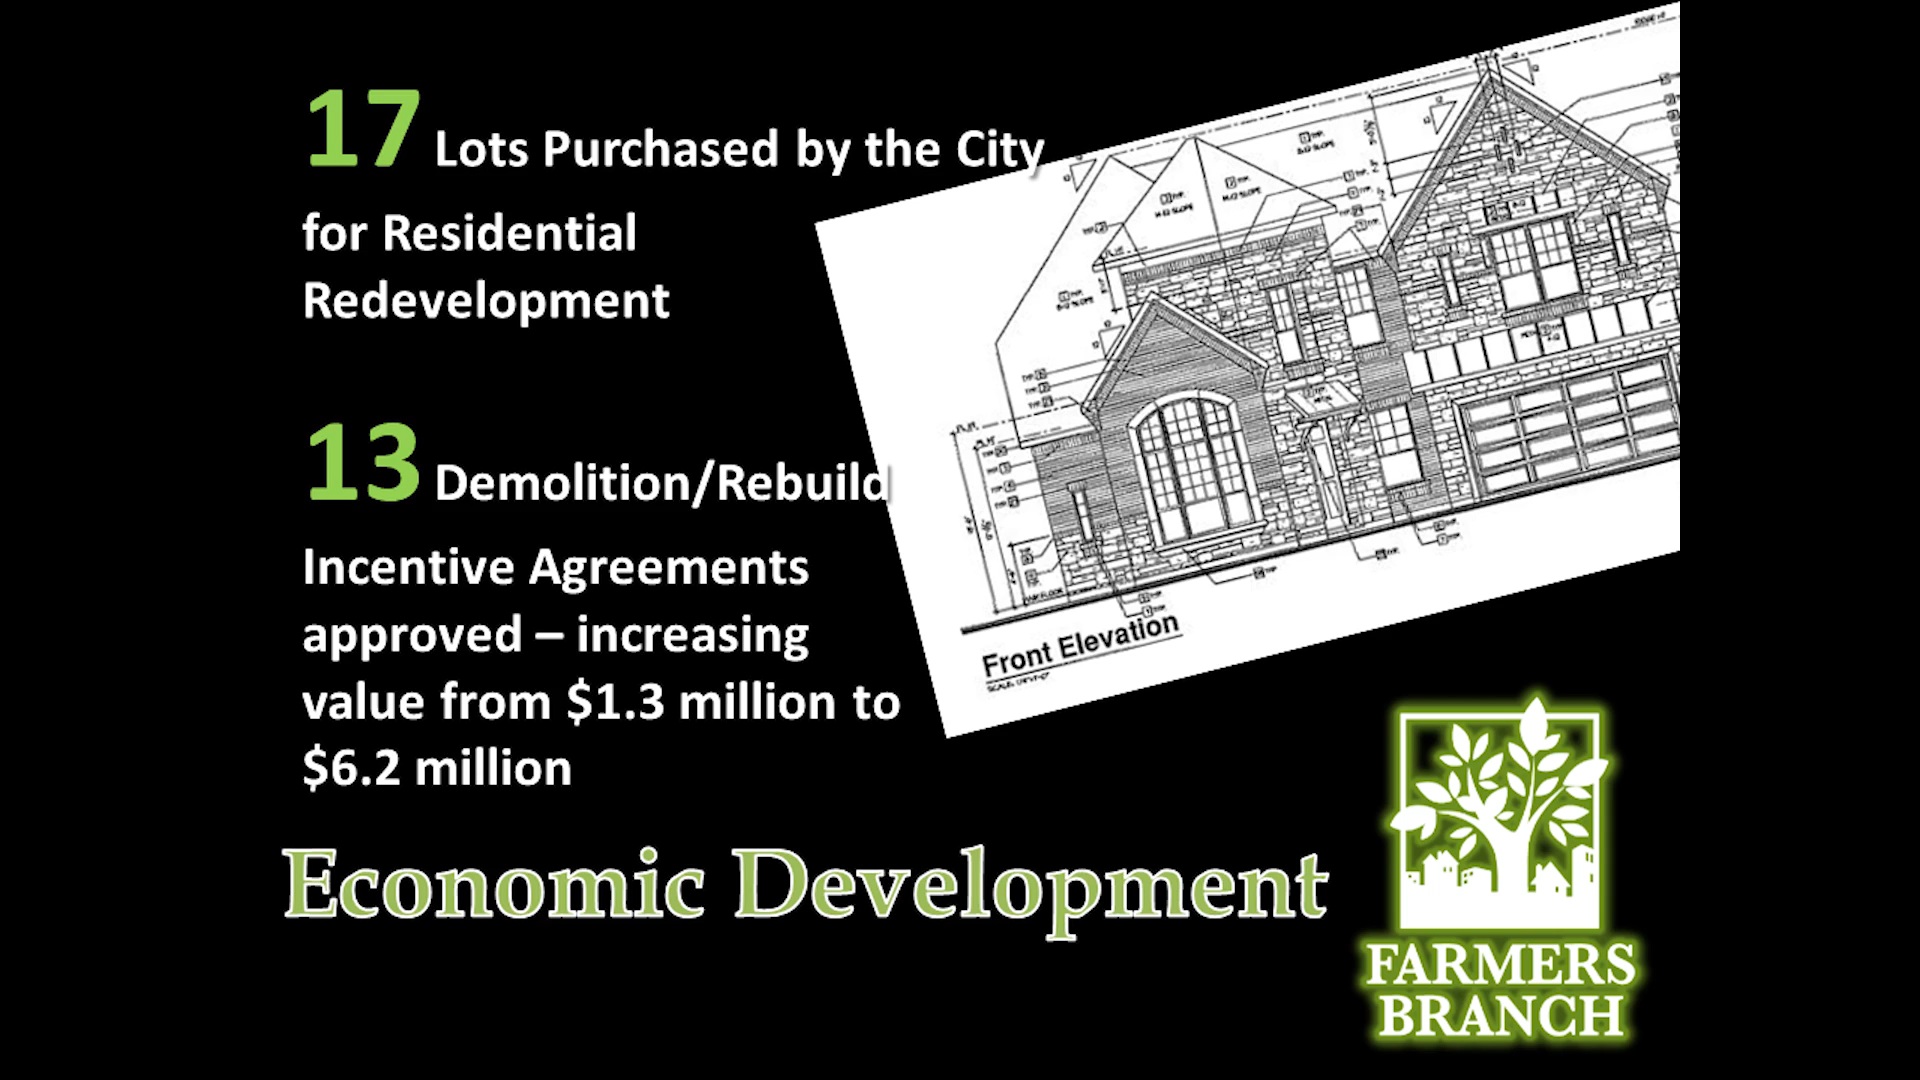 17 Lots Purchased by the City
for Residential
Redevelopment
13 Demolition/Rebuild
Incentive Agreements
approved – increasing
value from $1.3 million to
$6.2 million
Front Elevation
Economic Development
FARMERS
BRANCH